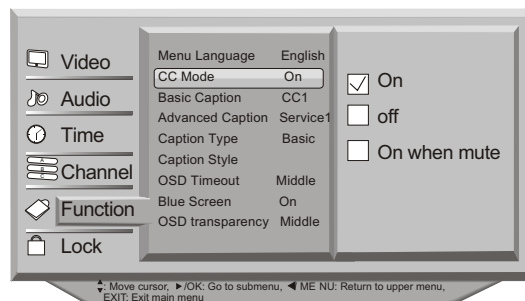 Video
Audio
Time
Channel
Function
Lock
Menu Language English
CC Mode On
Basic Caption CC1
Advanced Caption Service1
Caption Type Basic
Caption Style
OSD Timeout Middle
Blue Screen On
OSD transparency Middle
On
off
On when mute
: Move cursor, ▶/OK: Go to submenu, ◀ ME NU: Return to upper menu,
EXIT: Exit main menu